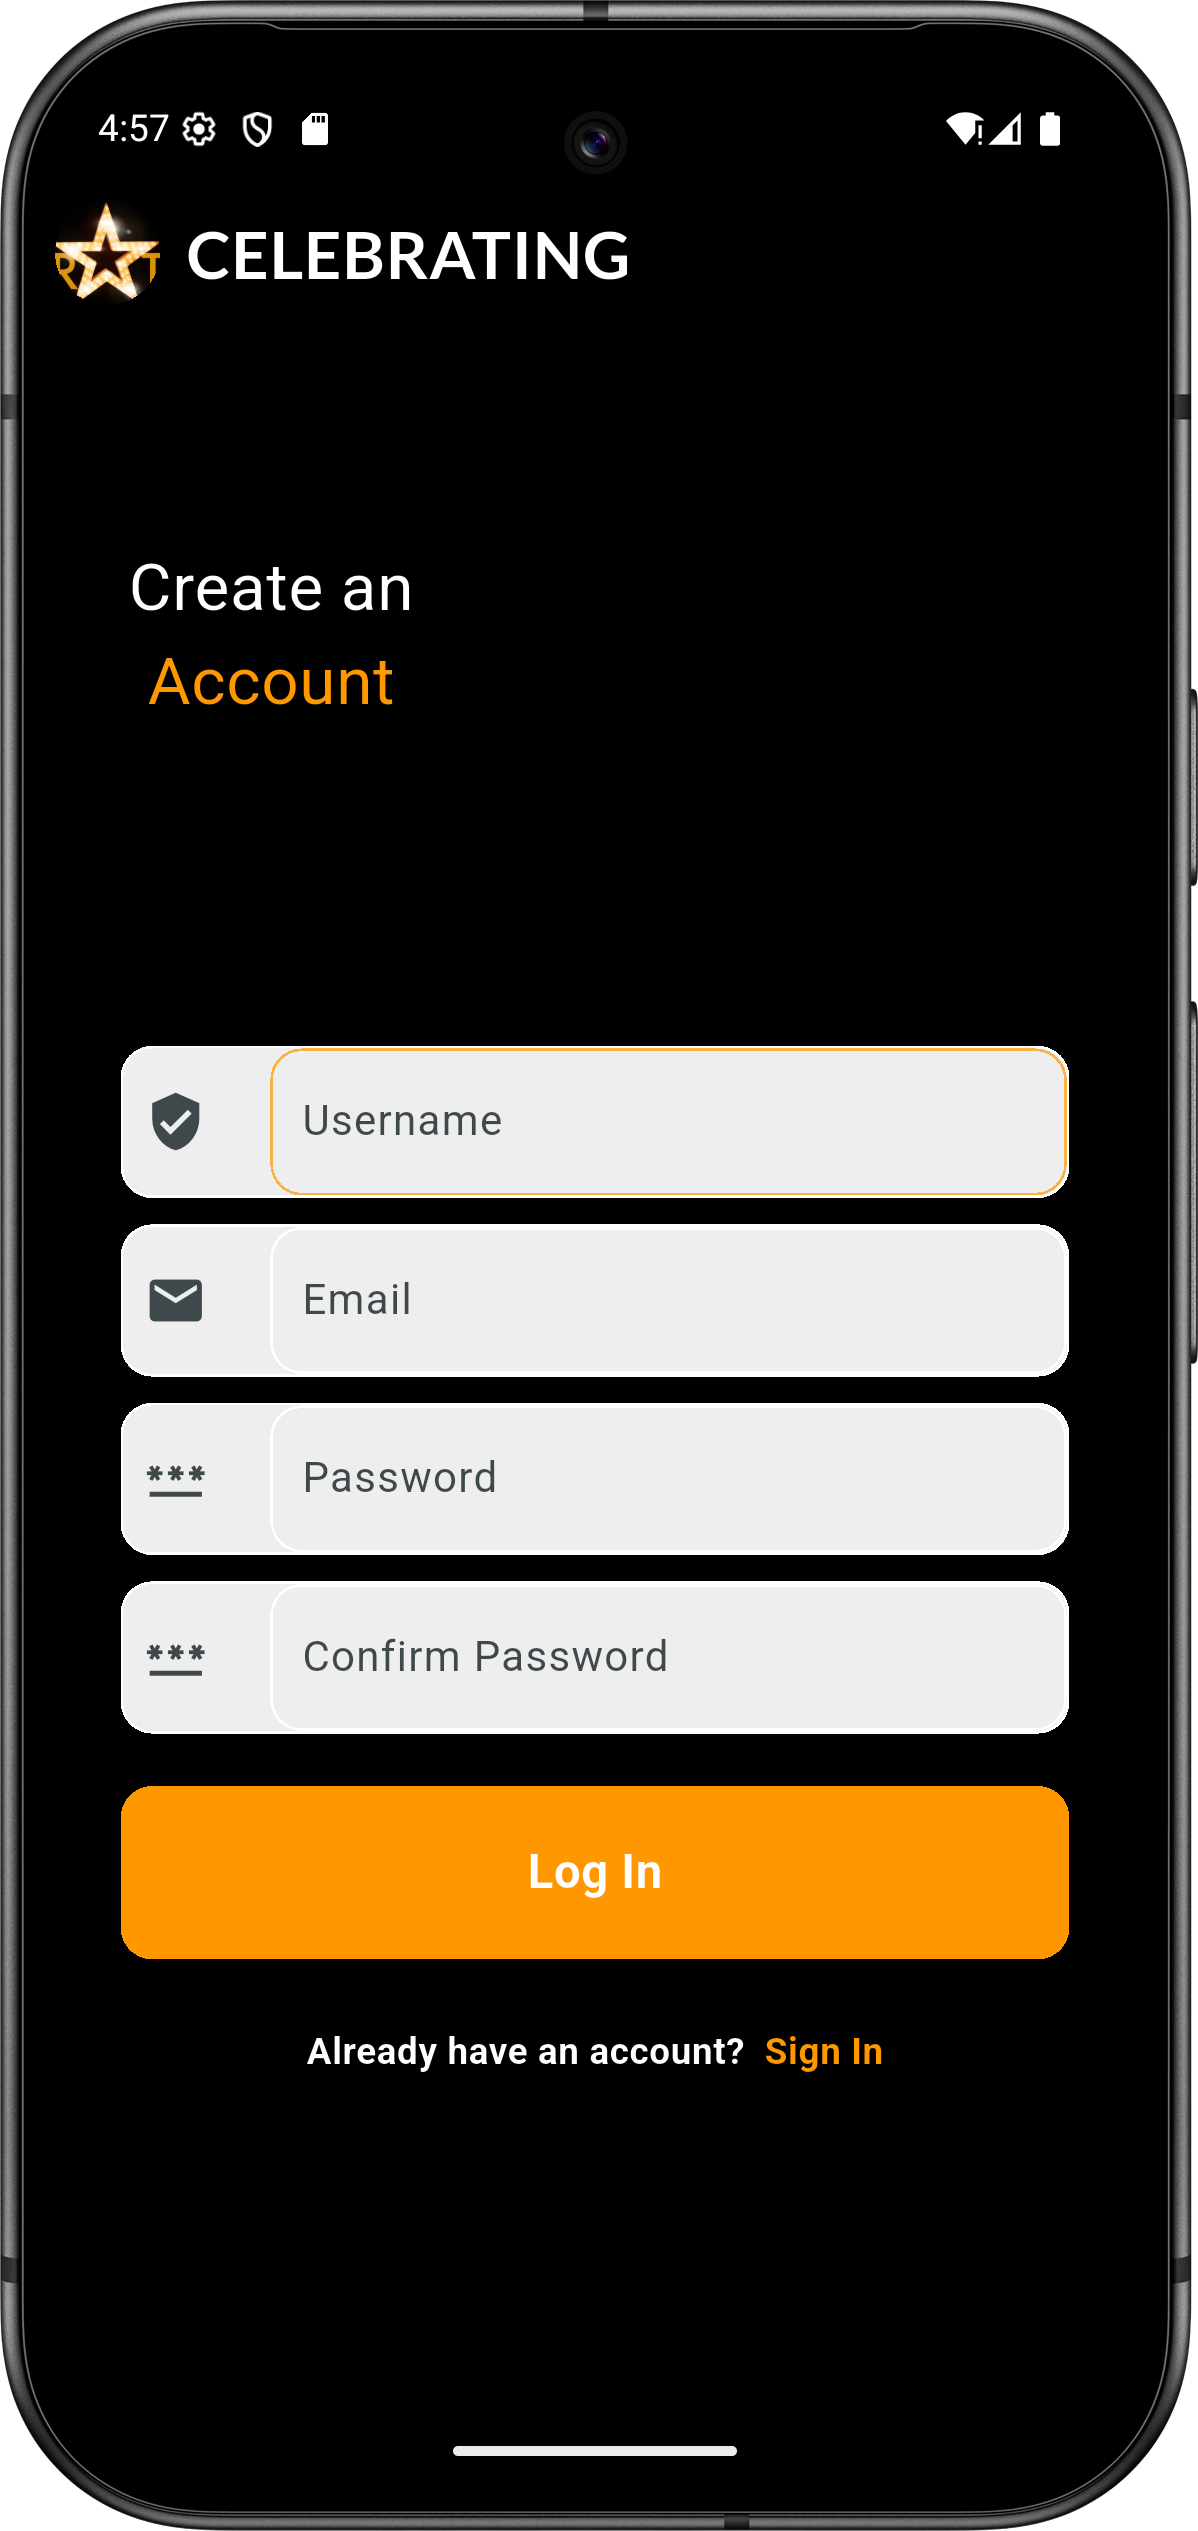 4:57
CELEBRATING
Create an
Account
Username
Email
*** Password
*** Confirm Password
Log In
Already have an account? Sign In